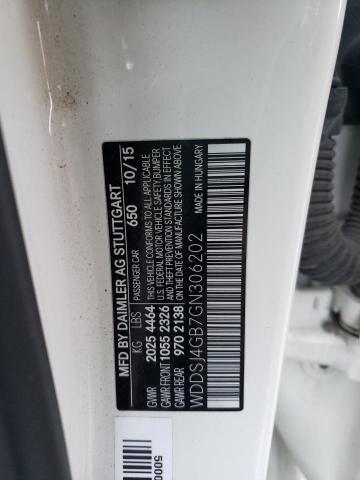 MFD BY DAIMLER AG STUTTGART
PASSENGER CAR 650 10/15
KG LBS
GVWR 2025 4464
GAWR FRONT 1055 2326
GAWR REAR 970 2138
THIS VEHICLE CONFORMS TO ALL APPLICABLE
U.S. FEDERAL MOTOR VEHICLE SAFETY, BUMPER,
AND THEFT PREVENTION STANDARDS IN EFFECT
ON THE DATE OF MANUFACTURE SHOWN ABOVE.
WDDSJ4GB7GN306202
MADE IN HUNGARY